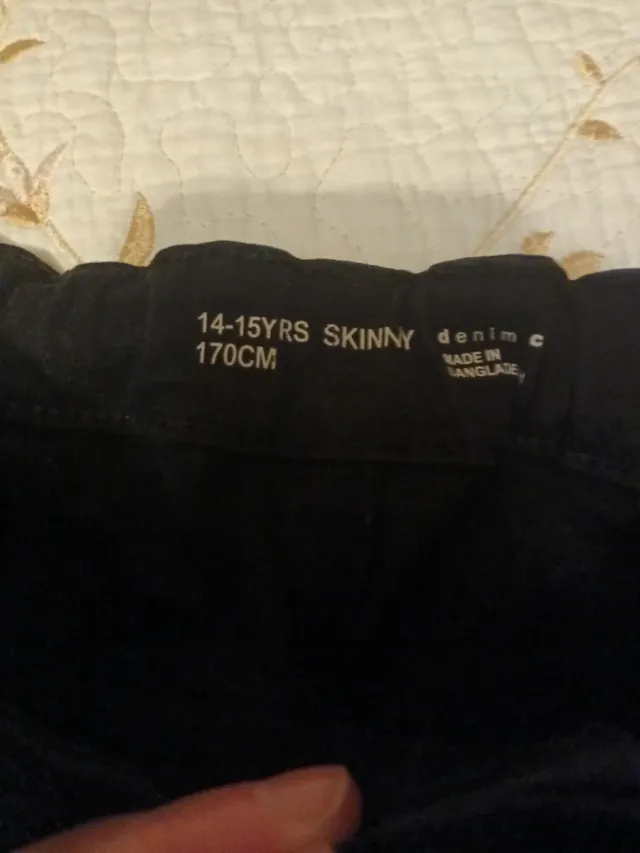 14-15YRS SKINNY
170CM
denim c
MADE IN